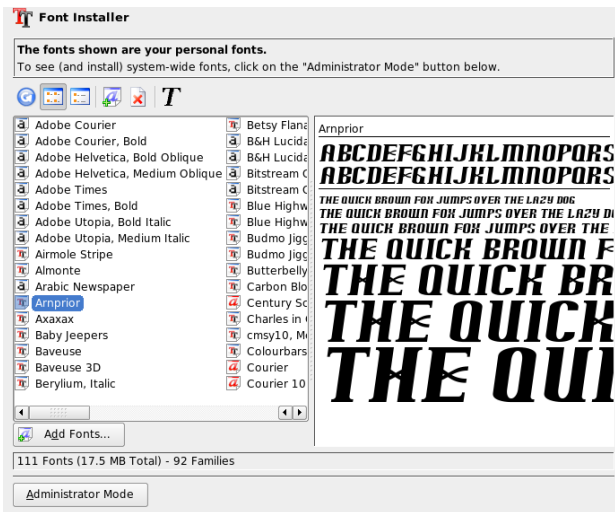 Font Installer
The fonts shown are your personal fonts.
To see (and install) system-wide fonts, click on the "Administrator Mode" button below.
T
Adobe Courier
Adobe Courier, Bold
Adobe Helvetica, Bold Oblique
Adobe Helvetica, Medium Oblique
Adobe Times
Adobe Times, Bold
Adobe Utopia, Bold Italic
Adobe Utopia, Medium Italic
Airmole Stripe
Almonte
Arabic Newspaper
Arnprior
Axaxax
Baby Jeepers
Baveuse
Baveuse 3D
Berylium, Italic
Betsy Flana
B&H Lucida
B&H Lucida
Bitstream C
Bitstream C
Blue Highw
Blue Highw
Budmo Jigg
Budmo Jigg
Butterbelly
Carbon Blo
Century Sc
Charles in
cmsy10, M
Colourbars
Courier
Courier 10
Arnprior
ABCDEFGHIJKLMNOPQRS
ABCDEFGHIJKLMNOPQRS
THE QUICK BROWN FOX JUMPS OVER THE LAZY DOG
THE QUICK BROWN FOX JUMPS OVER THE LAZY D
THE QUICK BROWN FOX JUMPS OVER THE
THE QUICK BROWN F
THE QUICK BR
THE QUICK
THE QUI
Add Fonts...
111 Fonts (17.5 MB Total) - 92 Families
Administrator Mode